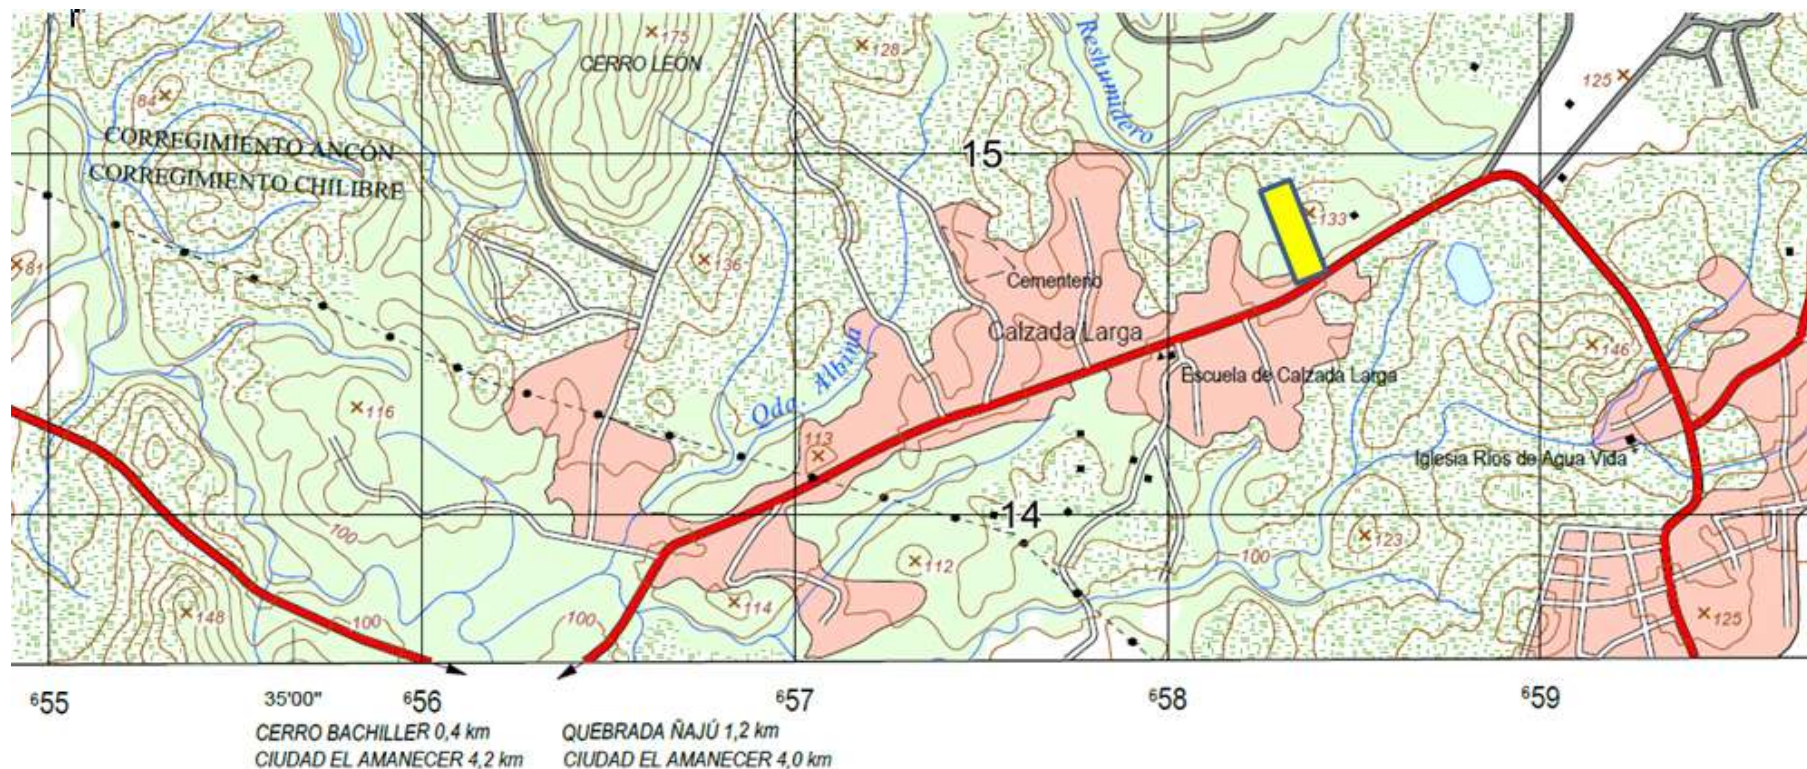 175
128
125
CERRO LEÓN
Reshumidero
84
CORREGIMIENTO ANCÓN
CORREGIMIENTO CHILIBRE
15
133
81
136
Cementerio
Calzada Larga
Qda. Albina
146
Escuela de Calzada Larga
116
113
Iglesia Ríos de Agua Vida
14
100
112
100
123
148
100
100
114
125
655
35'00"
656
657
658
659
CERRO BACHILLER 0,4 km
QUEBRADA ÑAJÚ 1,2 km
CIUDAD EL AMANECER 4,2 km
CIUDAD EL AMANECER 4,0 km